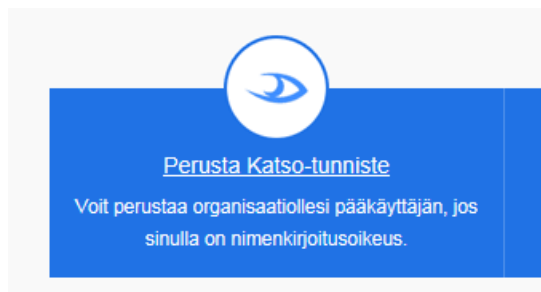 Perusta Katso-tunniste
Voit perustaa organisaatiollesi pääkäyttäjän, jos
sinulla on nimenkirjoitusoikeus.